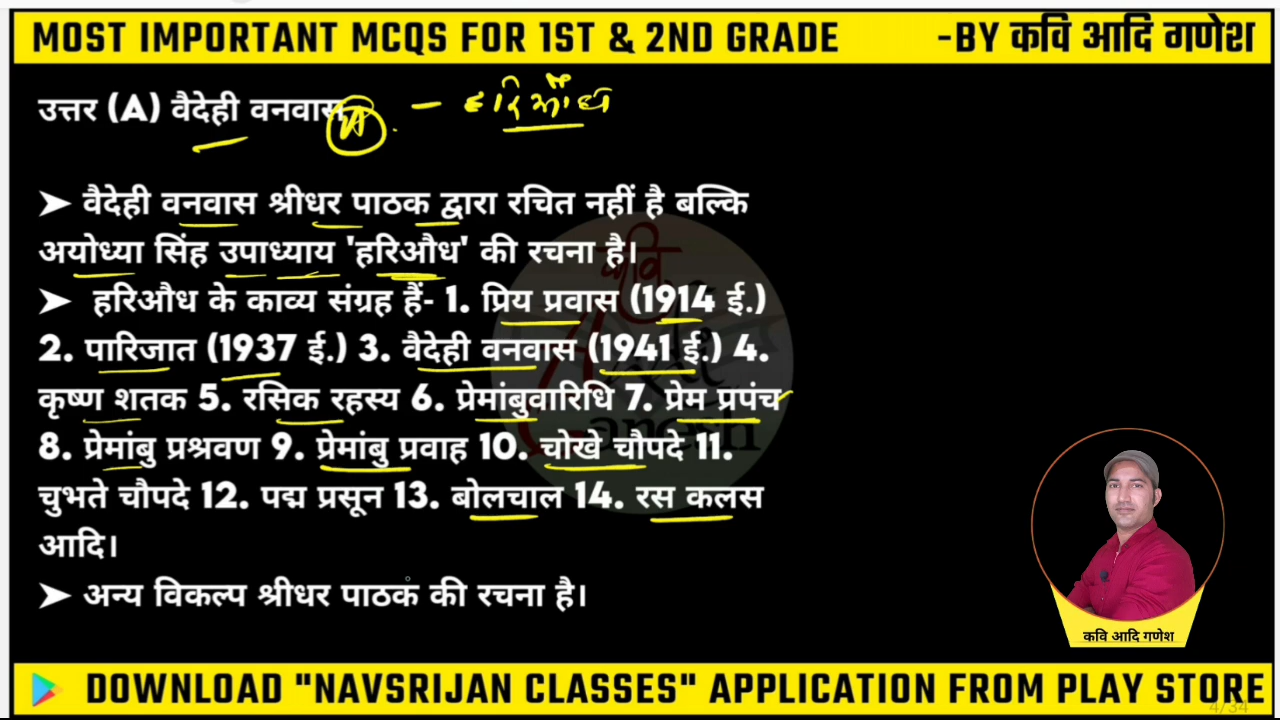 MOST IMPORTANT MCQS FOR 1ST & 2ND GRADE -BY कवि आदि गणेश
उत्तर (A) वैदेही वनवास - हरिऔध
➤ वैदेही वनवास श्रीधर पाठक द्वारा रचित नहीं है बल्कि
अयोध्या सिंह उपाध्याय 'हरिऔध' की रचना है।
➤ हरिऔध के काव्य संग्रह हैं- 1. प्रिय प्रवास (1914 ई.)
2. पारिजात (1937 ई.) 3. वैदेही वनवास (1941 ई.) 4.
कृष्ण शतक 5. रसिक रहस्य 6. प्रेमांबुवारिधि 7. प्रेम प्रपंच
8. प्रेमांबु प्रश्रवण 9. प्रेमांबु प्रवाह 10. चोखे चौपदे 11.
चुभते चौपदे 12. पद्म प्रसून 13. बोलचाल 14. रस कलस
आदि।
➤ अन्य विकल्प श्रीधर पाठक की रचना है।
कवि आदि गणेश
DOWNLOAD "NAVSRIJAN CLASSES" APPLICATION FROM PLAY STORE
4/34